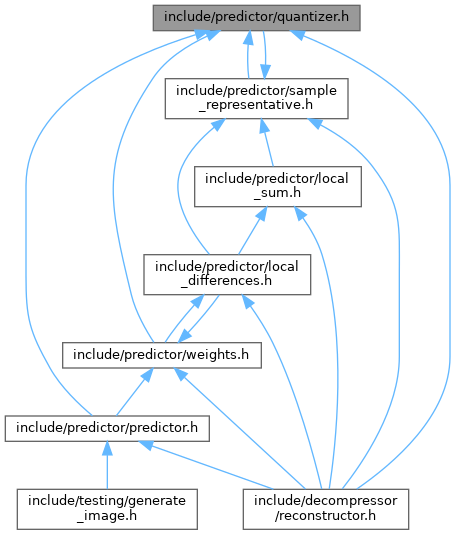 include/predictor/quantizer.h
include/predictor/sample
_representative.h
include/predictor/local
_sum.h
include/predictor/local
_differences.h
include/predictor/weights.h
include/predictor/predictor.h
include/testing/generate
_image.h
include/decompressor
/reconstructor.h